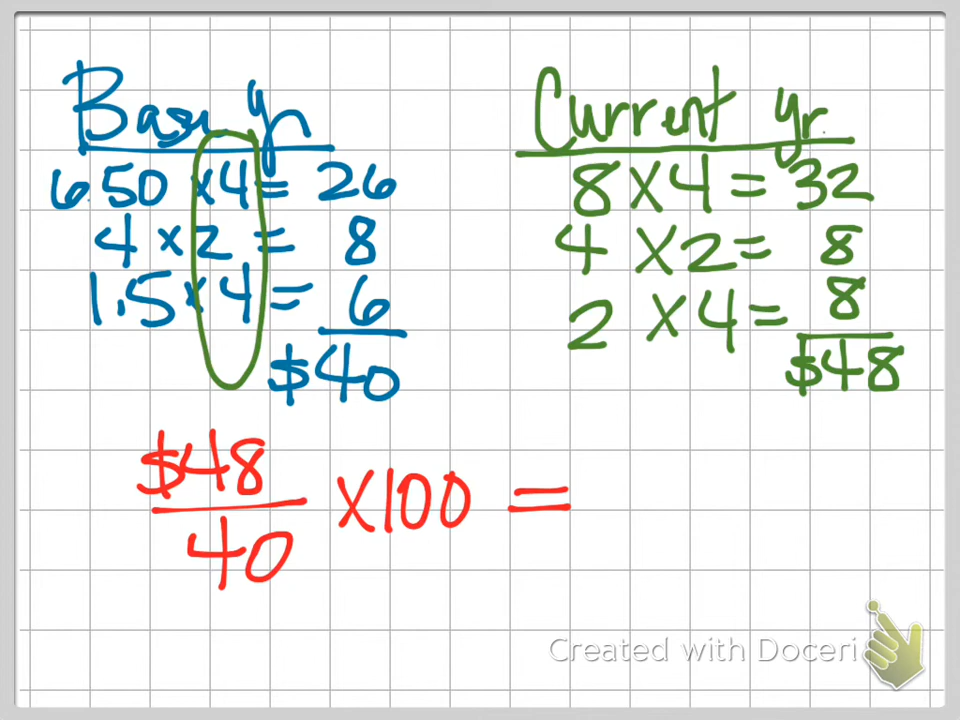 Base yr
6.50 x4 = 26
4 x 2 = 8
1.5 x 4 = 6
$40
Current yr.
8 X 4 = 32
4 X 2 = 8
2 X 4 = 8
$48
$48
40
X100 =
Created with Doceri